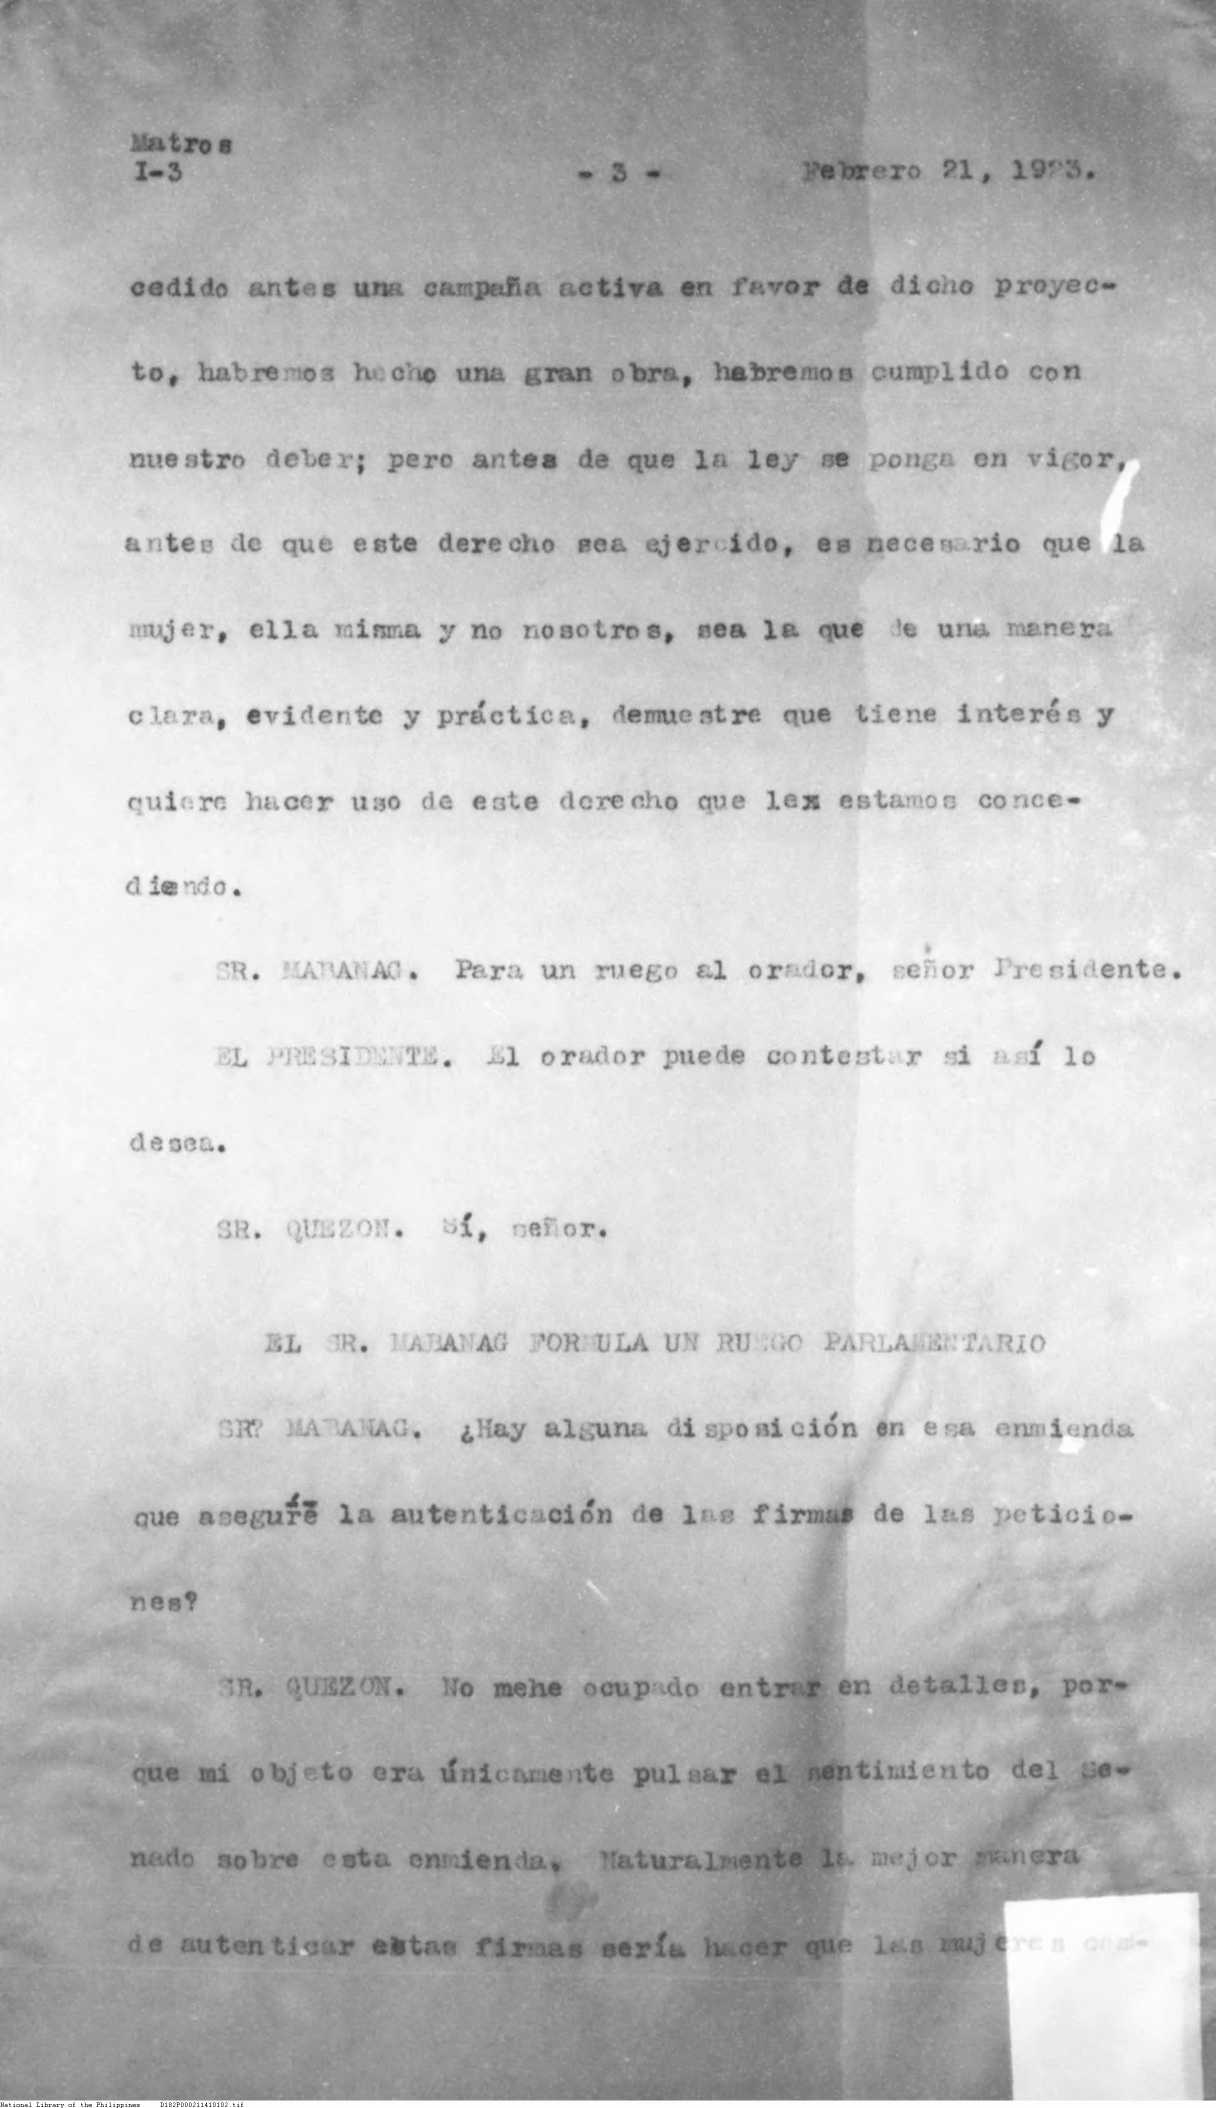 Matros
I-3 - 3 - Febrero 21, 1923.
cedido antes una campaña activa en favor de dicho proyec-
to, habremos hecho una gran obra, habremos cumplido con
nuestro deber; pero antes de que la ley se ponga en vigor,
antes de que este derecho sea ejercido, es necesario que la
mujer, ella misma y no nosotros, sea la que de una manera
clara, evidente y práctica, demuestre que tiene interés y
quiere hacer uso de este derecho que lex estamos conce-
diendo.
SR. MABANAG. Para un ruego al orador, señor Presidente.
EL PRESIDENTE. El orador puede contestar si así lo
desea.
SR. QUEZON. Sí, señor.
EL SR. MABANAG FORMULA UN RUEGO PARLAMENTARIO
SR? MABANAG. ¿Hay alguna disposición en esa enmienda
que asegure la autenticación de las firmas de las peticio-
nes?
SR. QUEZON. No mehe ocupado entrar en detalles, por-
que mi objeto era únicamente pulsar el sentimiento del Se-
nado sobre esta enmienda. Naturalmente la mejor manera
de autenticar estas firmas sería hacer que las mujeres
National Library of the Philippines D182P000211410102.tif